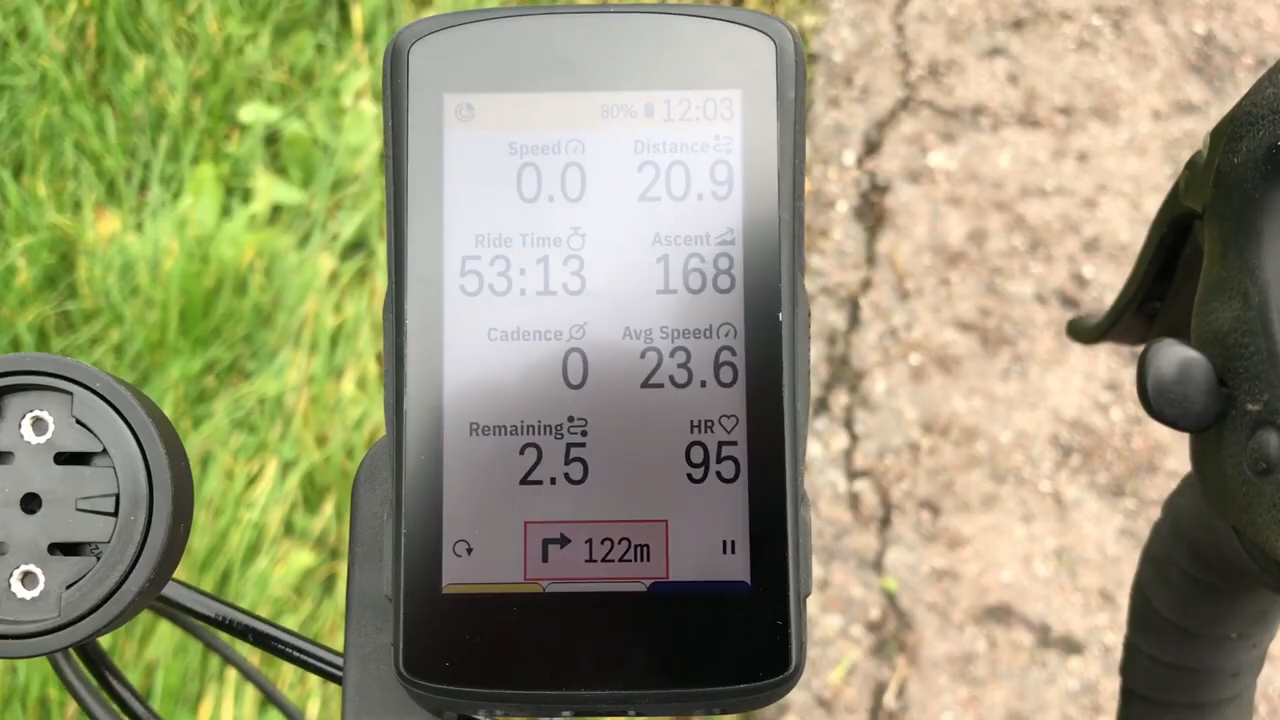 80% 12:03
Speed Distance
0.0 20.9
Ride Time Ascent
53:13 168
Cadence Avg Speed
0 23.6
Remaining HR
2.5 95
122m